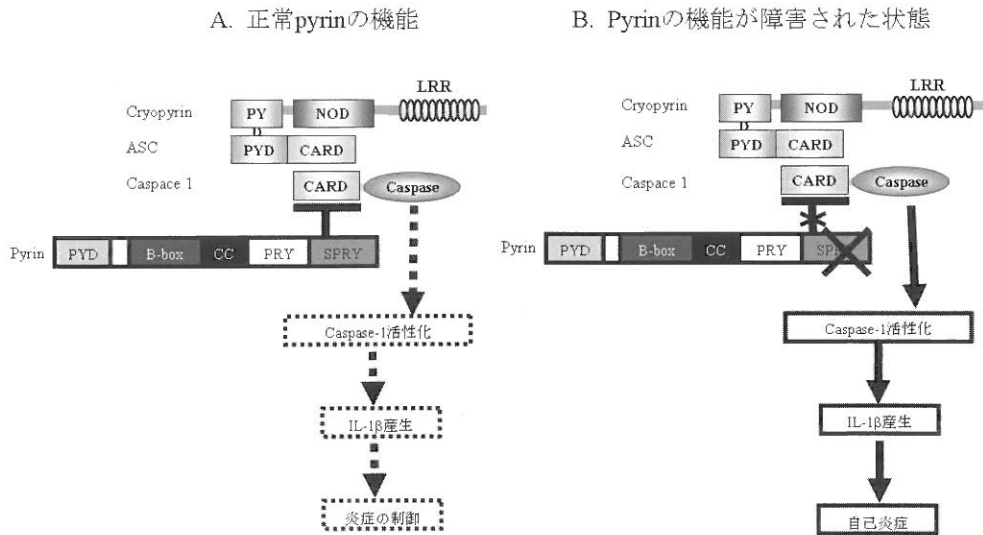 A. 正常pyrinの機能
LRR
Cryopyrin PY NOD
D
ASC PYD CARD
Caspace 1 CARD Caspase
Pyrin PYD B-box CC PRY SPRY
Caspase-1活性化
IL-1β産生
炎症の制御
B. Pyrinの機能が障害された状態
LRR
Cryopyrin PY NOD
D
ASC PYD CARD
Caspace 1 CARD Caspase
Pyrin PYD B-box CC PRY SPRY
Caspase-1活性化
IL-1β産生
自己炎症